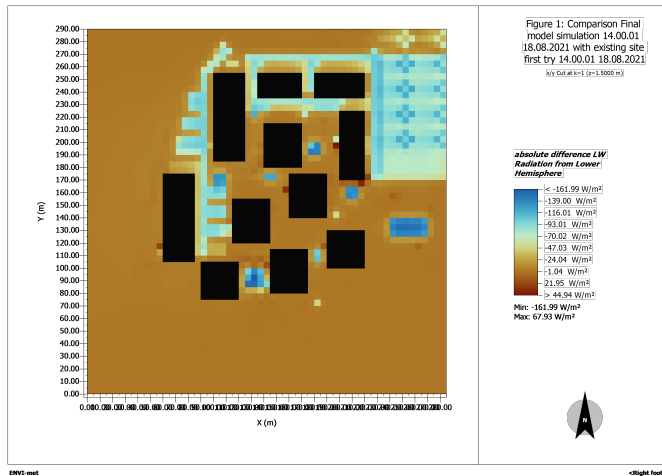 Figure 1: Comparison Final
model simulation 14.00.01
18.08.2021 with existing site
first try 14.00.01 18.08.2021
x/y Cut at k=1 (z=1.5000 m)
290.00
280.00
270.00
260.00
250.00
240.00
230.00
220.00
210.00
200.00
190.00
180.00
170.00
160.00
150.00
140.00
130.00
120.00
110.00
100.00
90.00
80.00
70.00
60.00
50.00
40.00
30.00
20.00
10.00
0.00
Y (m)
X (m)
absolute difference LW
Radiation from Lower
Hemisphere
< -161.99 W/m²
-139.00 W/m²
-116.01 W/m²
-93.01 W/m²
-70.02 W/m²
-47.03 W/m²
-24.04 W/m²
-1.04 W/m²
21.95 W/m²
> 44.94 W/m²
Min: -161.99 W/m²
Max: 67.93 W/m²
N
ENVI-met
<Right foot